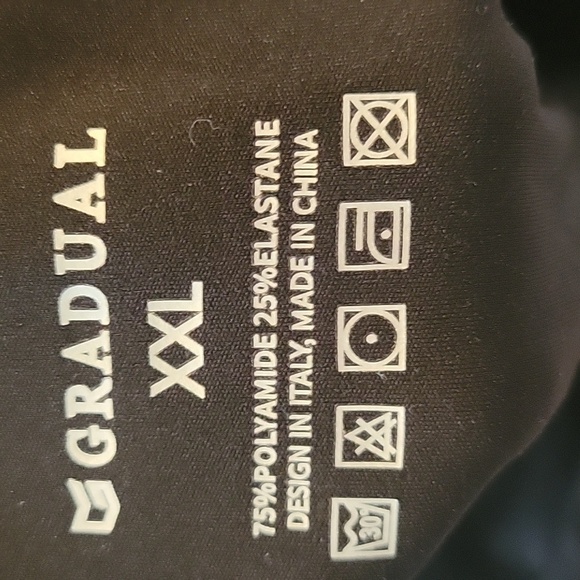 GRADUAL
XXL
75%POLYAMIDE 25%ELASTANE
DESIGN IN ITALY, MADE IN CHINA
30°